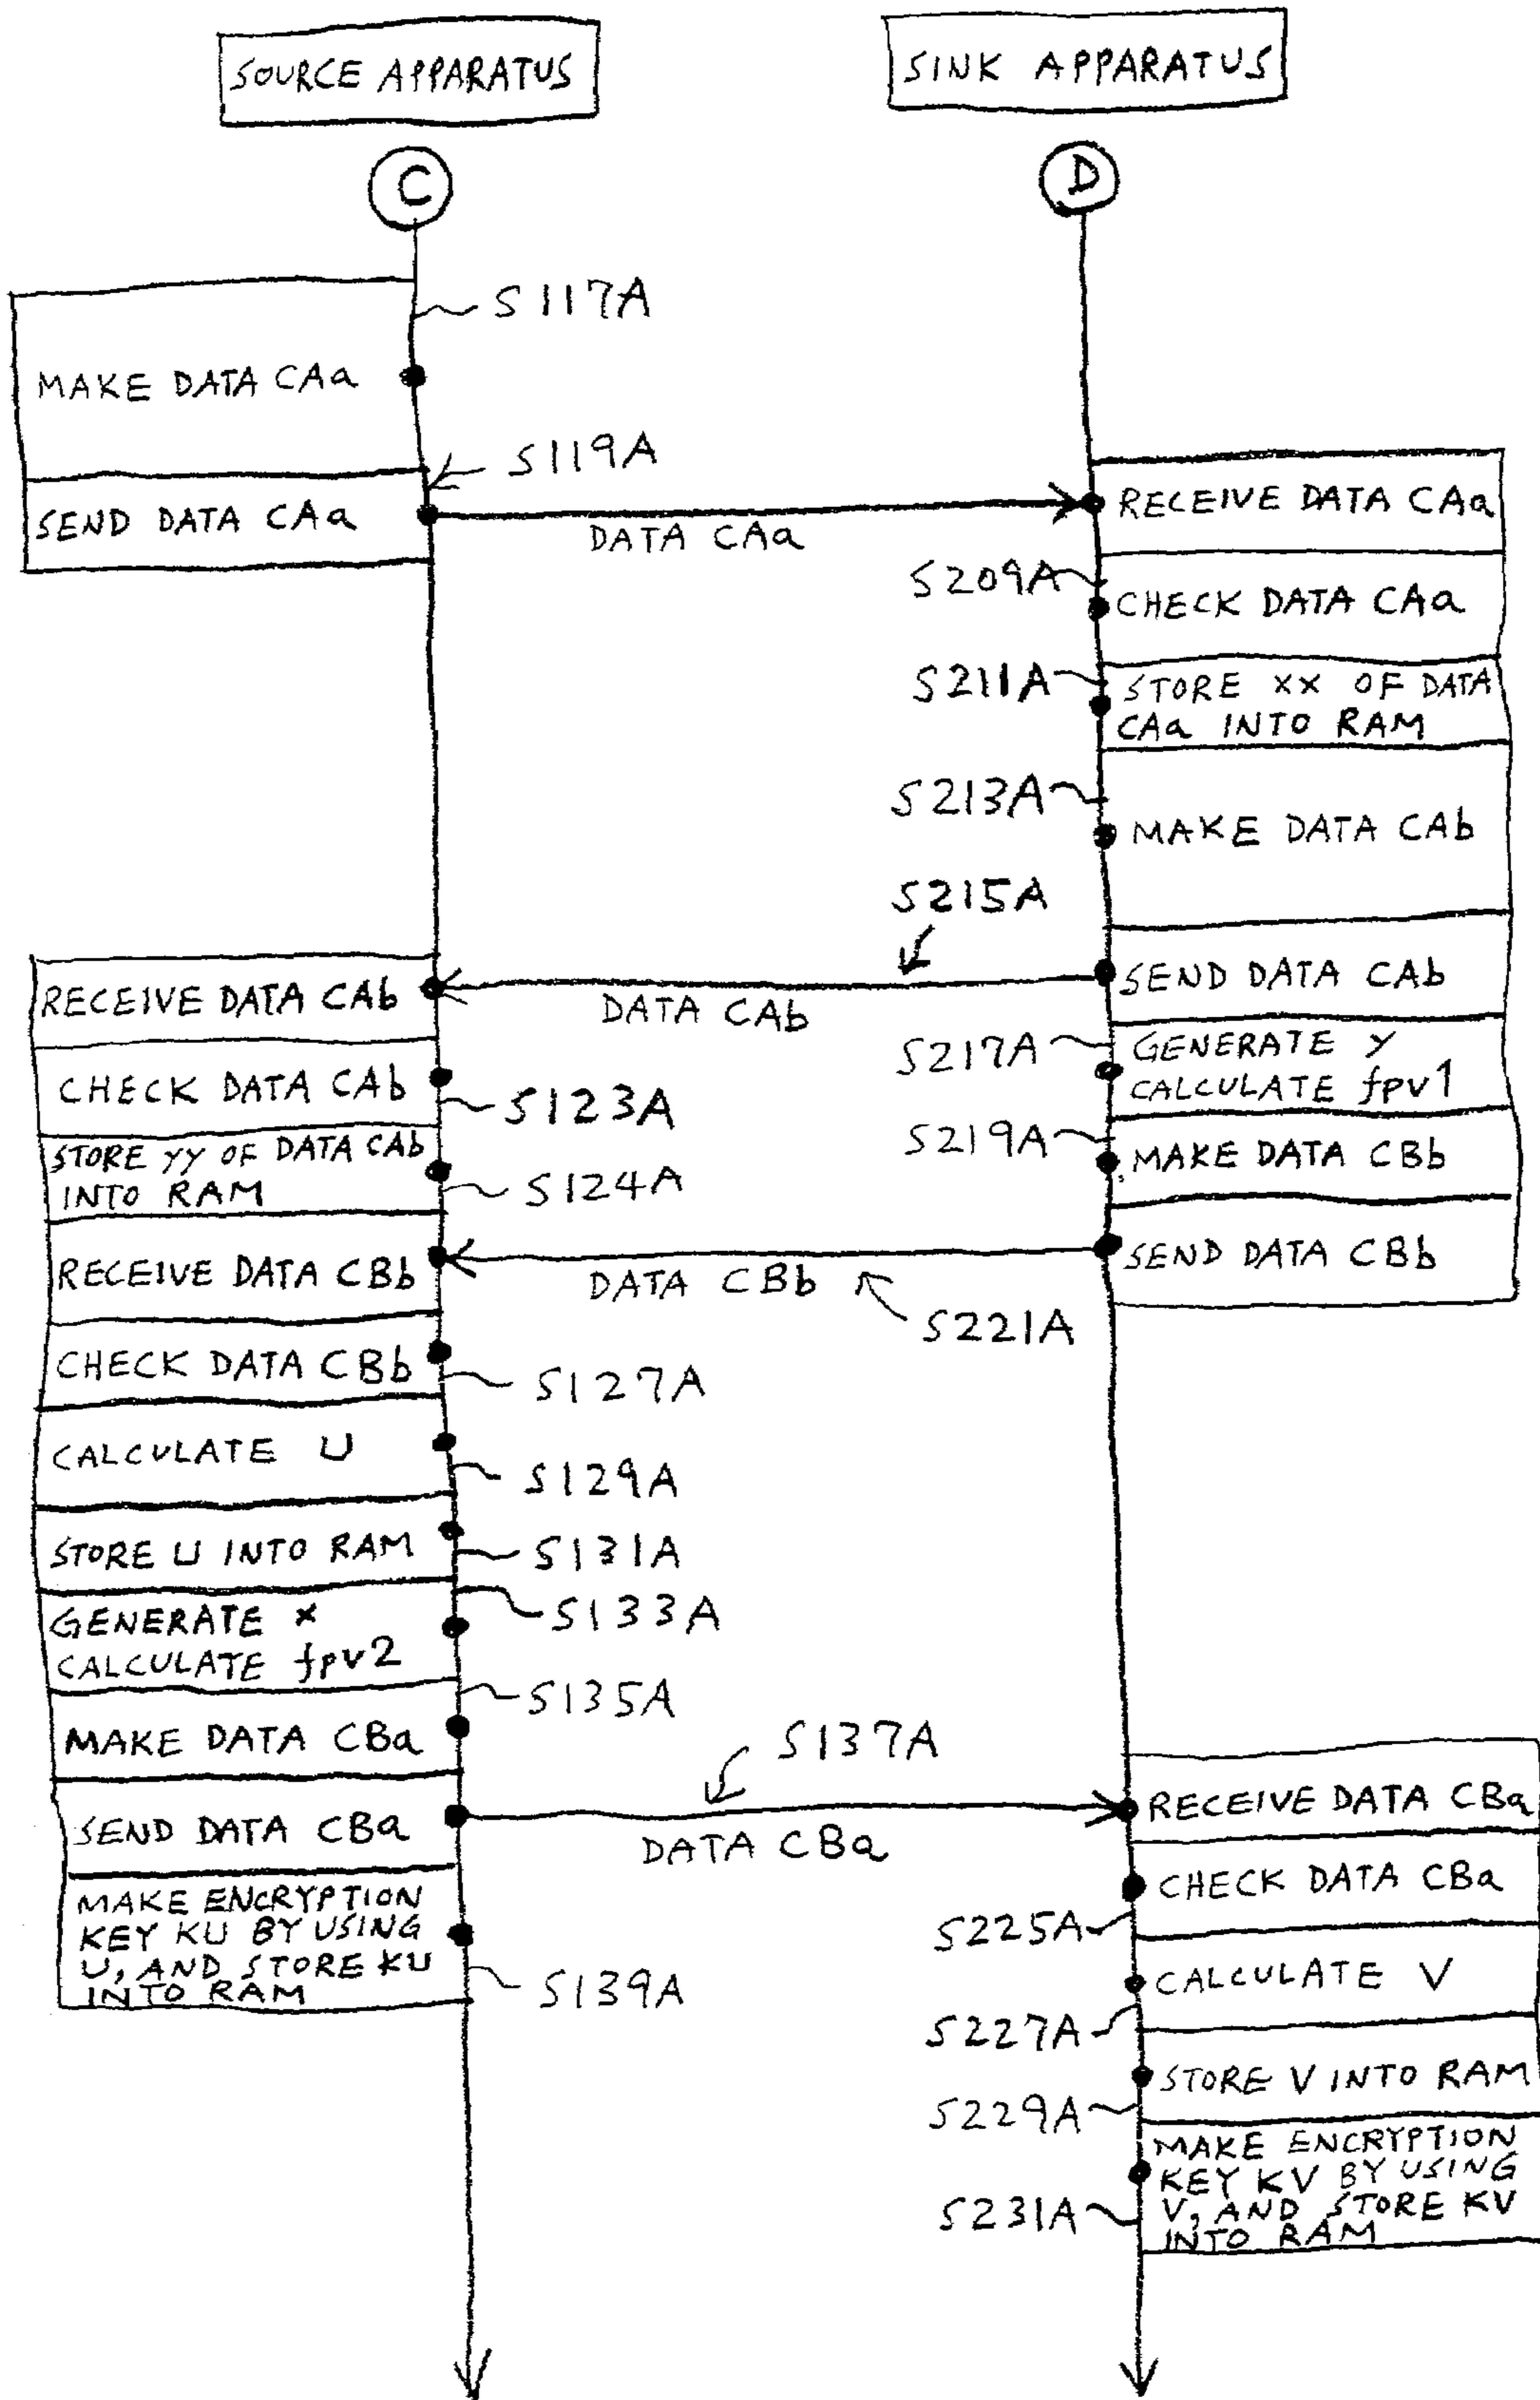 SOURCE APPARATUS
SINK APPARATUS
C
D
S117A
MAKE DATA CAa
S119A
SEND DATA CAa
DATA CAa
RECEIVE DATA CAa
S209A
CHECK DATA CAa
S211A
STORE XX OF DATA
CAa INTO RAM
S213A
MAKE DATA CAb
S215A
SEND DATA CAb
RECEIVE DATA CAb
DATA CAb
S217A
GENERATE Y
CALCULATE fpv1
CHECK DATA CAb
S123A
S219A
MAKE DATA CBb
STORE YY OF DATA CAb
INTO RAM
S124A
SEND DATA CBb
RECEIVE DATA CBb
DATA CBb
S221A
CHECK DATA CBb
S127A
CALCULATE U
S129A
STORE U INTO RAM
S131A
GENERATE X
CALCULATE fpv2
S133A
S135A
MAKE DATA CBa
S137A
SEND DATA CBa
DATA CBa
RECEIVE DATA CBa
MAKE ENCRYPTION
KEY KU BY USING
U, AND STORE KU
INTO RAM
S139A
CHECK DATA CBa
S225A
CALCULATE V
S227A
STORE V INTO RAM
S229A
MAKE ENCRYPTION
KEY KV BY USING
V, AND STORE KV
INTO RAM
S231A